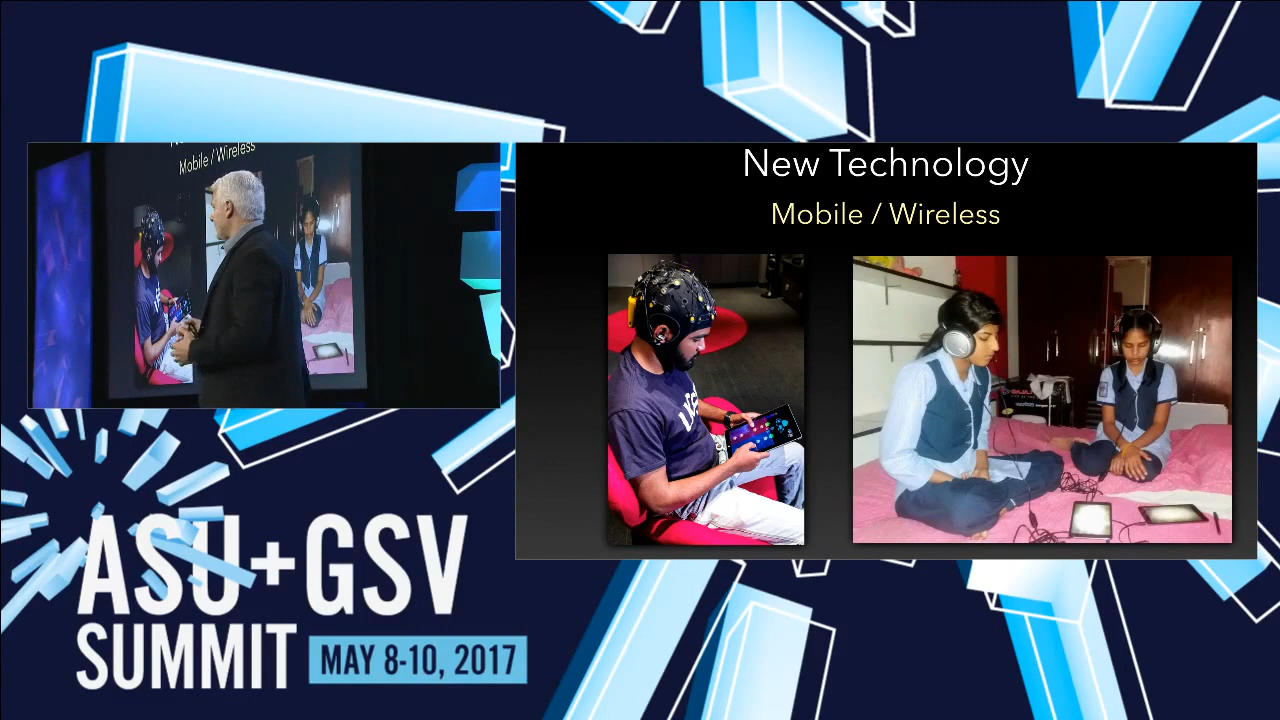 Mobile / Wireless
New Technology
Mobile / Wireless
ASU+GSV
SUMMIT
MAY 8-10, 2017